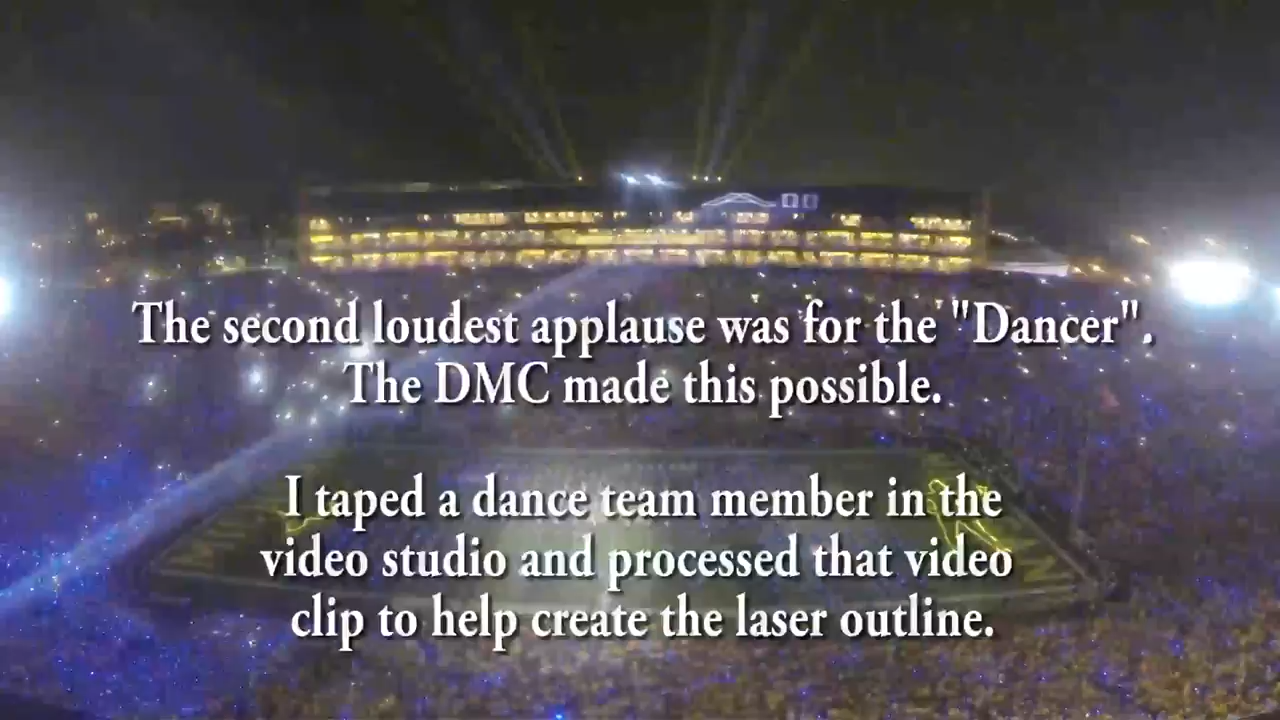 The second loudest applause was for the "Dancer".
The DMC made this possible.
I taped a dance team member in the
video studio and processed that video
clip to help create the laser outline.